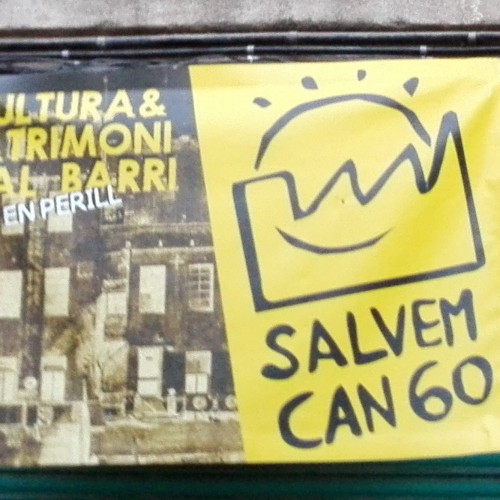 ULTURA&
TRIMONI
AL BARRI
EN PERILL
SALVEM
CAN 60